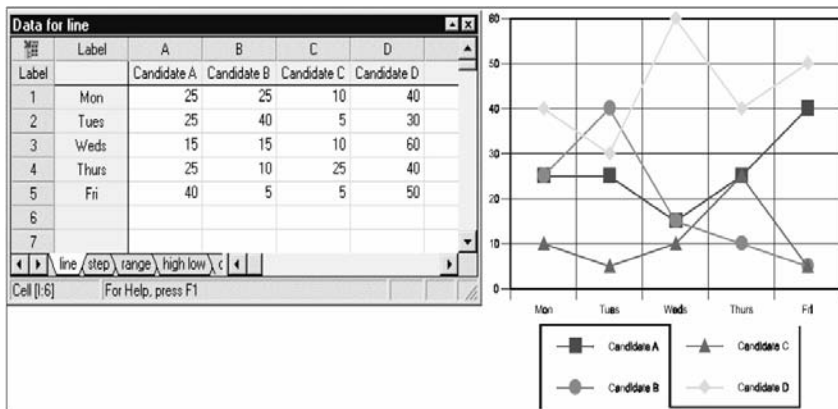 Data for line
Label A B C D
Label Candidate A Candidate B Candidate C Candidate D
1 Mon 25 25 10 40
2 Tues 25 40 5 30
3 Weds 15 15 10 60
4 Thurs 25 10 25 40
5 Fri 40 5 5 50
6
7
line step range high low c
Cell [I:6] For Help, press F1
60
50
40
30
20
10
0
Mon Tues Weds Thurs Fri
Candidate A Candidate C
Candidate B Candidate D